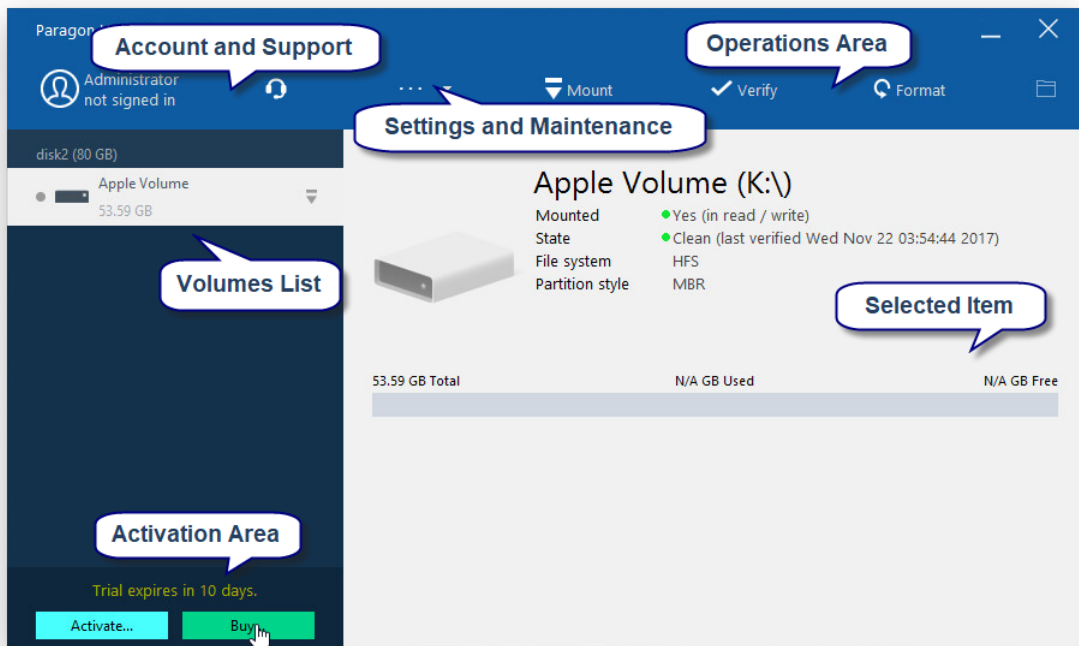 Paragon
Account and Support
Operations Area
Administrator
not signed in
...
Mount
Verify
Format
Settings and Maintenance
disk2 (80 GB)
Apple Volume
53.59 GB
Volumes List
Apple Volume (K:\)
Mounted Yes (in read / write)
State Clean (last verified Wed Nov 22 03:54:44 2017)
File system HFS
Partition style MBR
Selected Item
53.59 GB Total N/A GB Used N/A GB Free
Activation Area
Trial expires in 10 days.
Activate... Buy